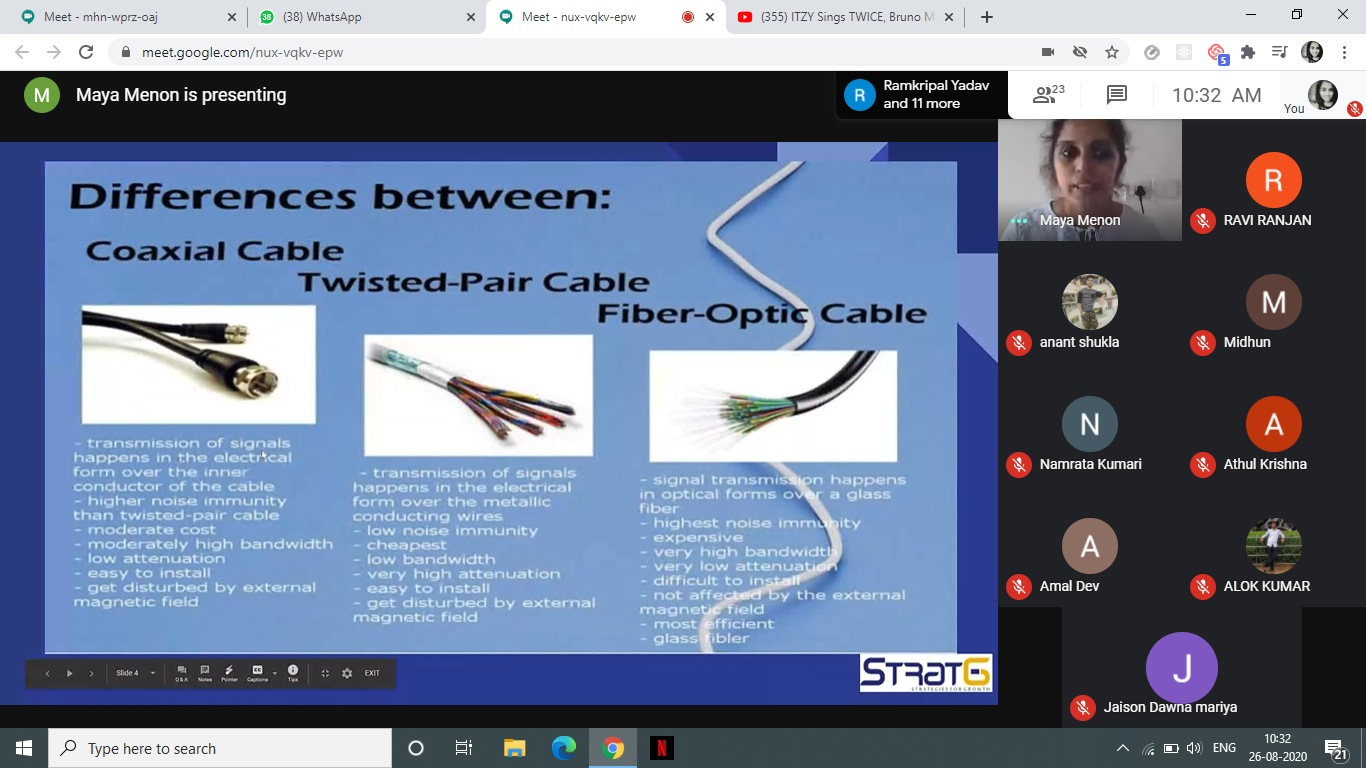 Meet - mhn-wprz-oaj
(38) WhatsApp
Meet - nux-vqkv-epw
(355) ITZY Sings TWICE, Bruno M
meet.google.com/nux-vqkv-epw
5
M
Maya Menon is presenting
R
Ramkripal Yadav
and 11 more
23
10:32 AM
You
Differences between:
Coaxial Cable
Twisted-Pair Cable
Fiber-Optic Cable
- transmission of signals
happens in the electrical
form over the inner
conductor of the cable
- higher noise immunity
than twisted-pair cable
- moderate cost
- moderately high bandwidth
- low attenuation
- easy to install
- get disturbed by external
magnetic field
- transmission of signals
happens in the electrical
form over the metallic
conducting wires
- low noise immunity
- cheapest
- low bandwidth
- very high attenuation
- easy to install
- get disturbed by external
magnetic field
- signal transmission happens
in optical forms over a glass
fiber
- highest noise immunity
- expensive
- very high bandwidth
- very low attenuation
- difficult to install
- not affected by the external
magnetic field
- most efficient
- glass fibler
STRATG
STRATEGIES FOR GROWTH
Slide 4
Q & A
Notes
Pointer
CC
Captions
Tips
EXIT
Maya Menon
R
RAVI RANJAN
anant shukla
M
Midhun
N
Namrata Kumari
A
Athul Krishna
A
Amal Dev
ALOK KUMAR
J
Jaison Dawna mariya
Type here to search
N
ENG
10:32
26-08-2020
21